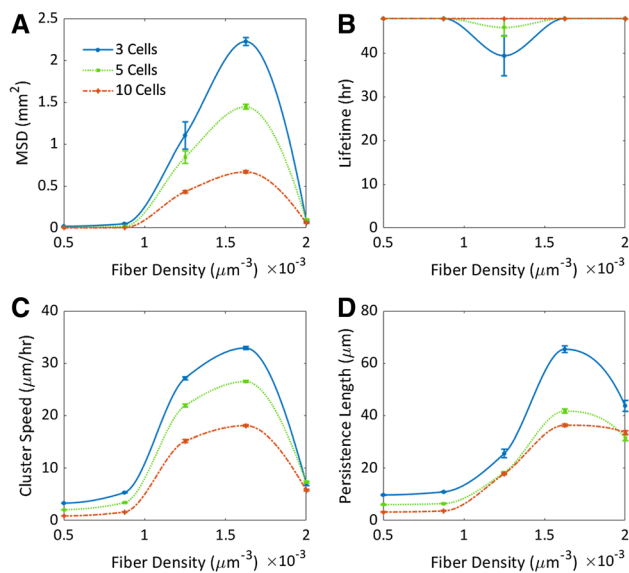 A
MSD (mm²)
2.5
2
1.5
1
0.5
0
3 Cells
5 Cells
10 Cells
0.5 1 1.5 2
Fiber Density (μm⁻³) ×10⁻³
B
Lifetime (hr)
40
30
20
10
0
0.5 1 1.5 2
Fiber Density (μm⁻³) ×10⁻³
C
Cluster Speed (μm/hr)
40
30
20
10
0
0.5 1 1.5 2
Fiber Density (μm⁻³) ×10⁻³
D
Persistence Length (μm)
80
60
40
20
0
0.5 1 1.5 2
Fiber Density (μm⁻³) ×10⁻³